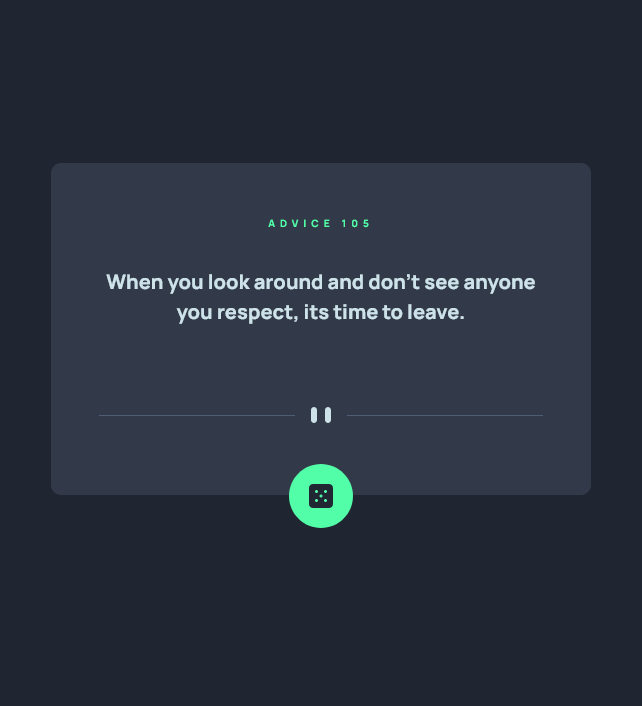 ADVICE 105
When you look around and don’t see anyone
you respect, its time to leave.